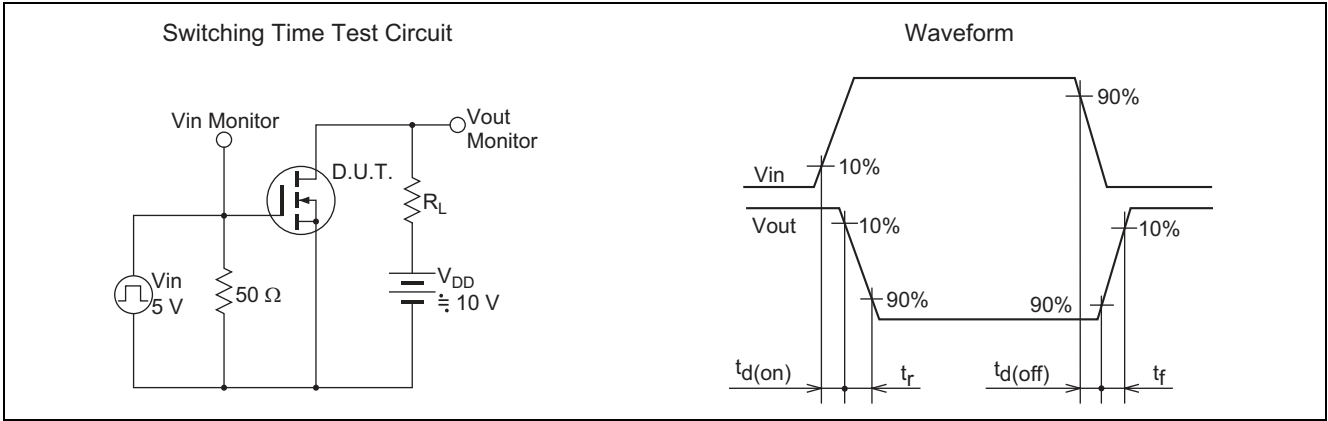 Switching Time Test Circuit
Vin Monitor
Vout
Monitor
D.U.T.
RL
Vin
5 V
50 Ω
VDD
≒ 10 V
Waveform
90%
10%
Vin
Vout
10%
10%
90%
90%
td(on)
tr
td(off)
tf